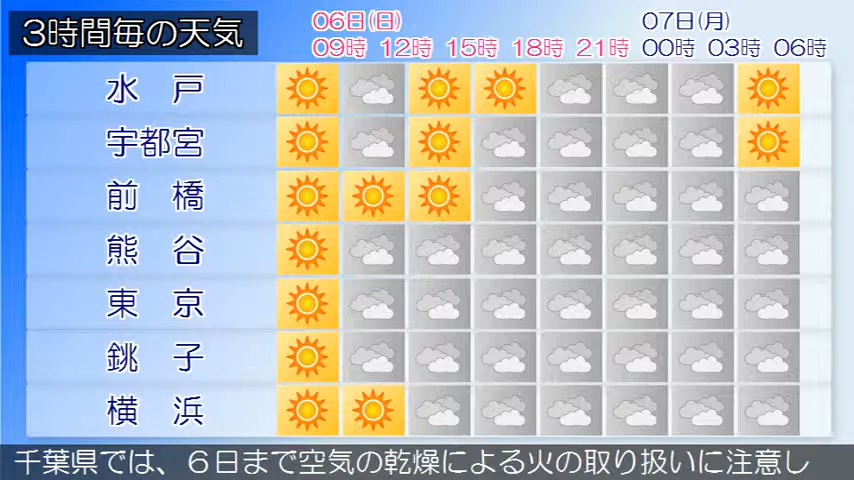 3時間毎の天気
06日(日) 07日(月)
09時 12時 15時 18時 21時 00時 03時 06時
水 戸
宇都宮
前 橋
熊 谷
東 京
銚 子
横 浜
千葉県では、6日まで空気の乾燥による火の取り扱いに注意し